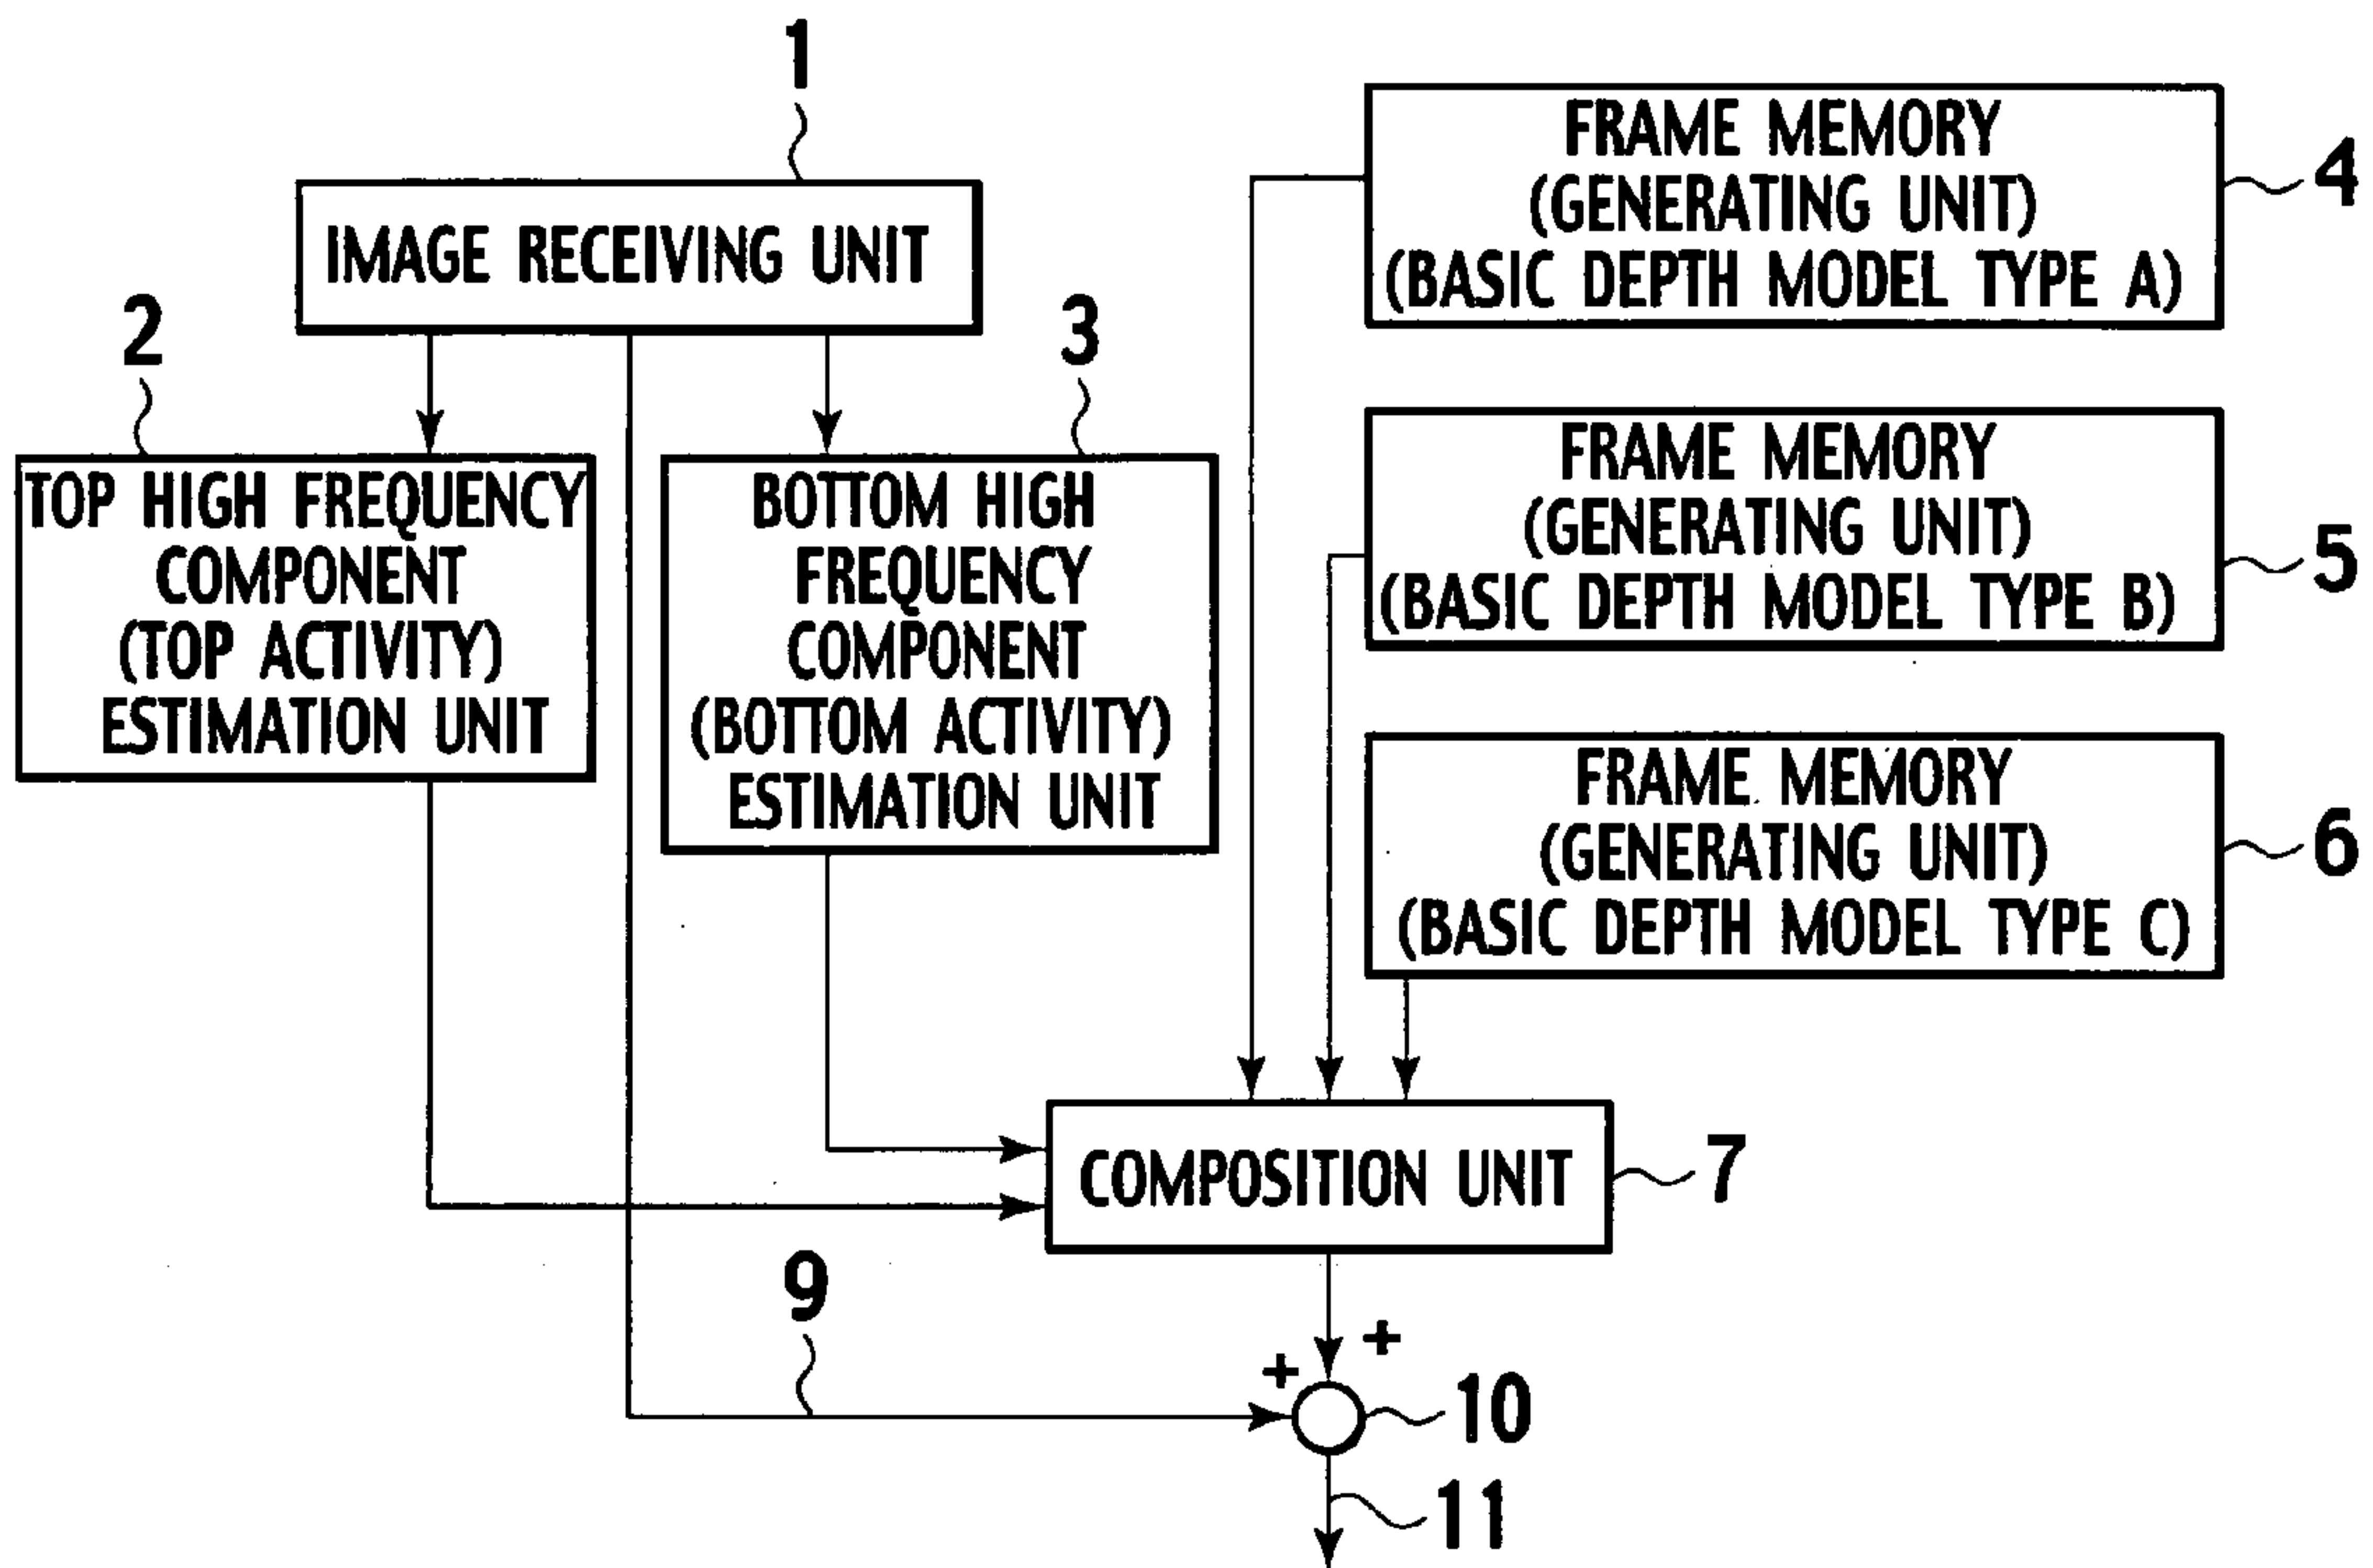 1
IMAGE RECEIVING UNIT
2
TOP HIGH FREQUENCY
COMPONENT
(TOP ACTIVITY)
ESTIMATION UNIT
3
BOTTOM HIGH
FREQUENCY
COMPONENT
(BOTTOM ACTIVITY)
ESTIMATION UNIT
FRAME MEMORY
(GENERATING UNIT)
(BASIC DEPTH MODEL TYPE A)
4
FRAME MEMORY
(GENERATING UNIT)
(BASIC DEPTH MODEL TYPE B)
5
FRAME MEMORY
(GENERATING UNIT)
(BASIC DEPTH MODEL TYPE C)
6
COMPOSITION UNIT
7
9
+
+
10
11